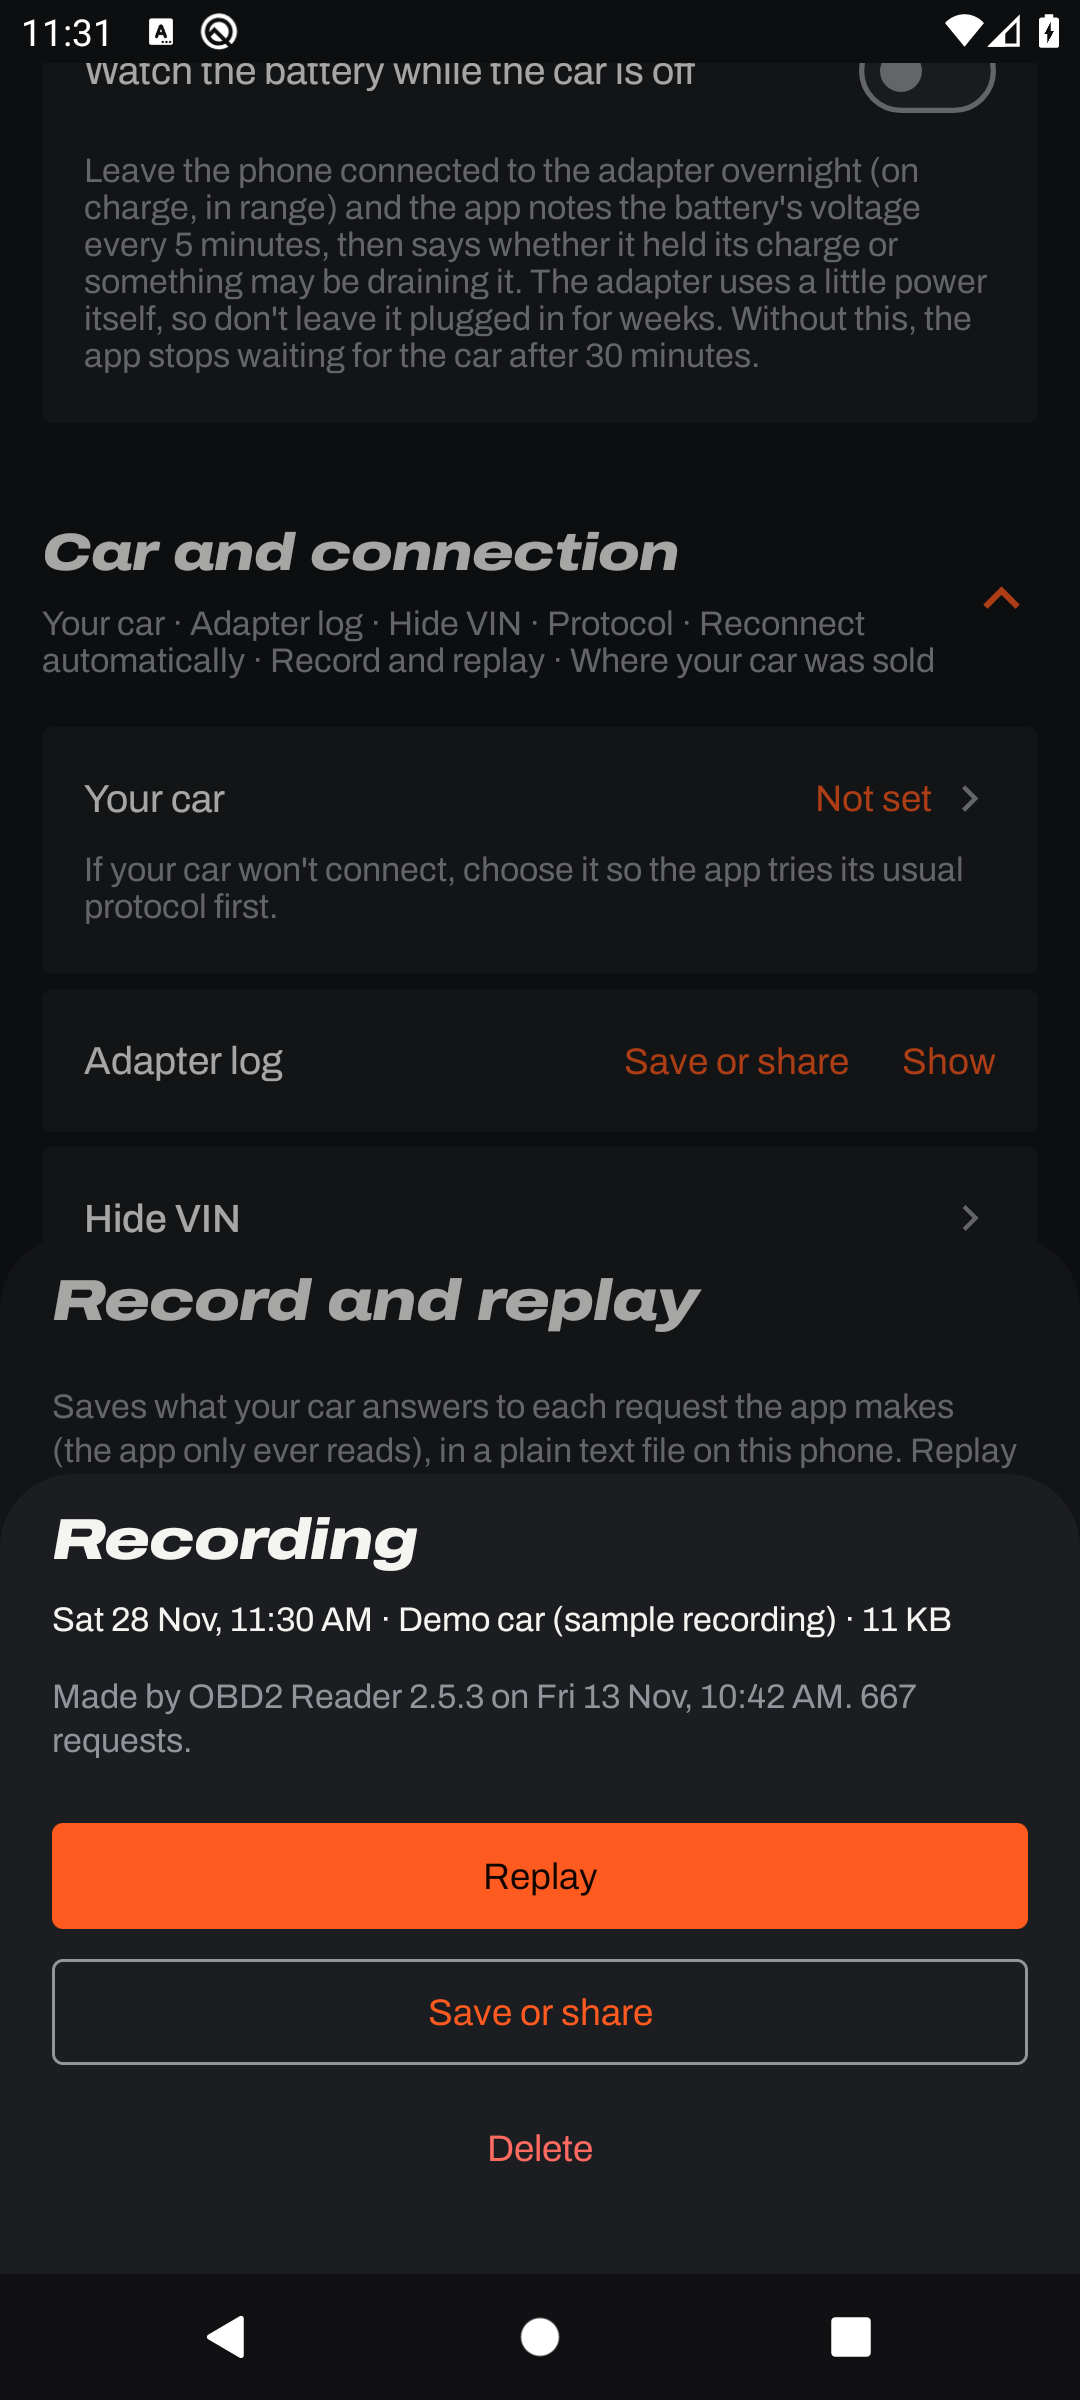 11:31
Watch the battery while the car is off
Leave the phone connected to the adapter overnight (on
charge, in range) and the app notes the battery's voltage
every 5 minutes, then says whether it held its charge or
something may be draining it. The adapter uses a little power
itself, so don't leave it plugged in for weeks. Without this, the
app stops waiting for the car after 30 minutes.
Car and connection
Your car · Adapter log · Hide VIN · Protocol · Reconnect
automatically · Record and replay · Where your car was sold
Your car Not set
If your car won't connect, choose it so the app tries its usual
protocol first.
Adapter log Save or share Show
Hide VIN
Record and replay
Saves what your car answers to each request the app makes
(the app only ever reads), in a plain text file on this phone. Replay
Recording
Sat 28 Nov, 11:30 AM · Demo car (sample recording) · 11 KB
Made by OBD2 Reader 2.5.3 on Fri 13 Nov, 10:42 AM. 667
requests.
Replay
Save or share
Delete